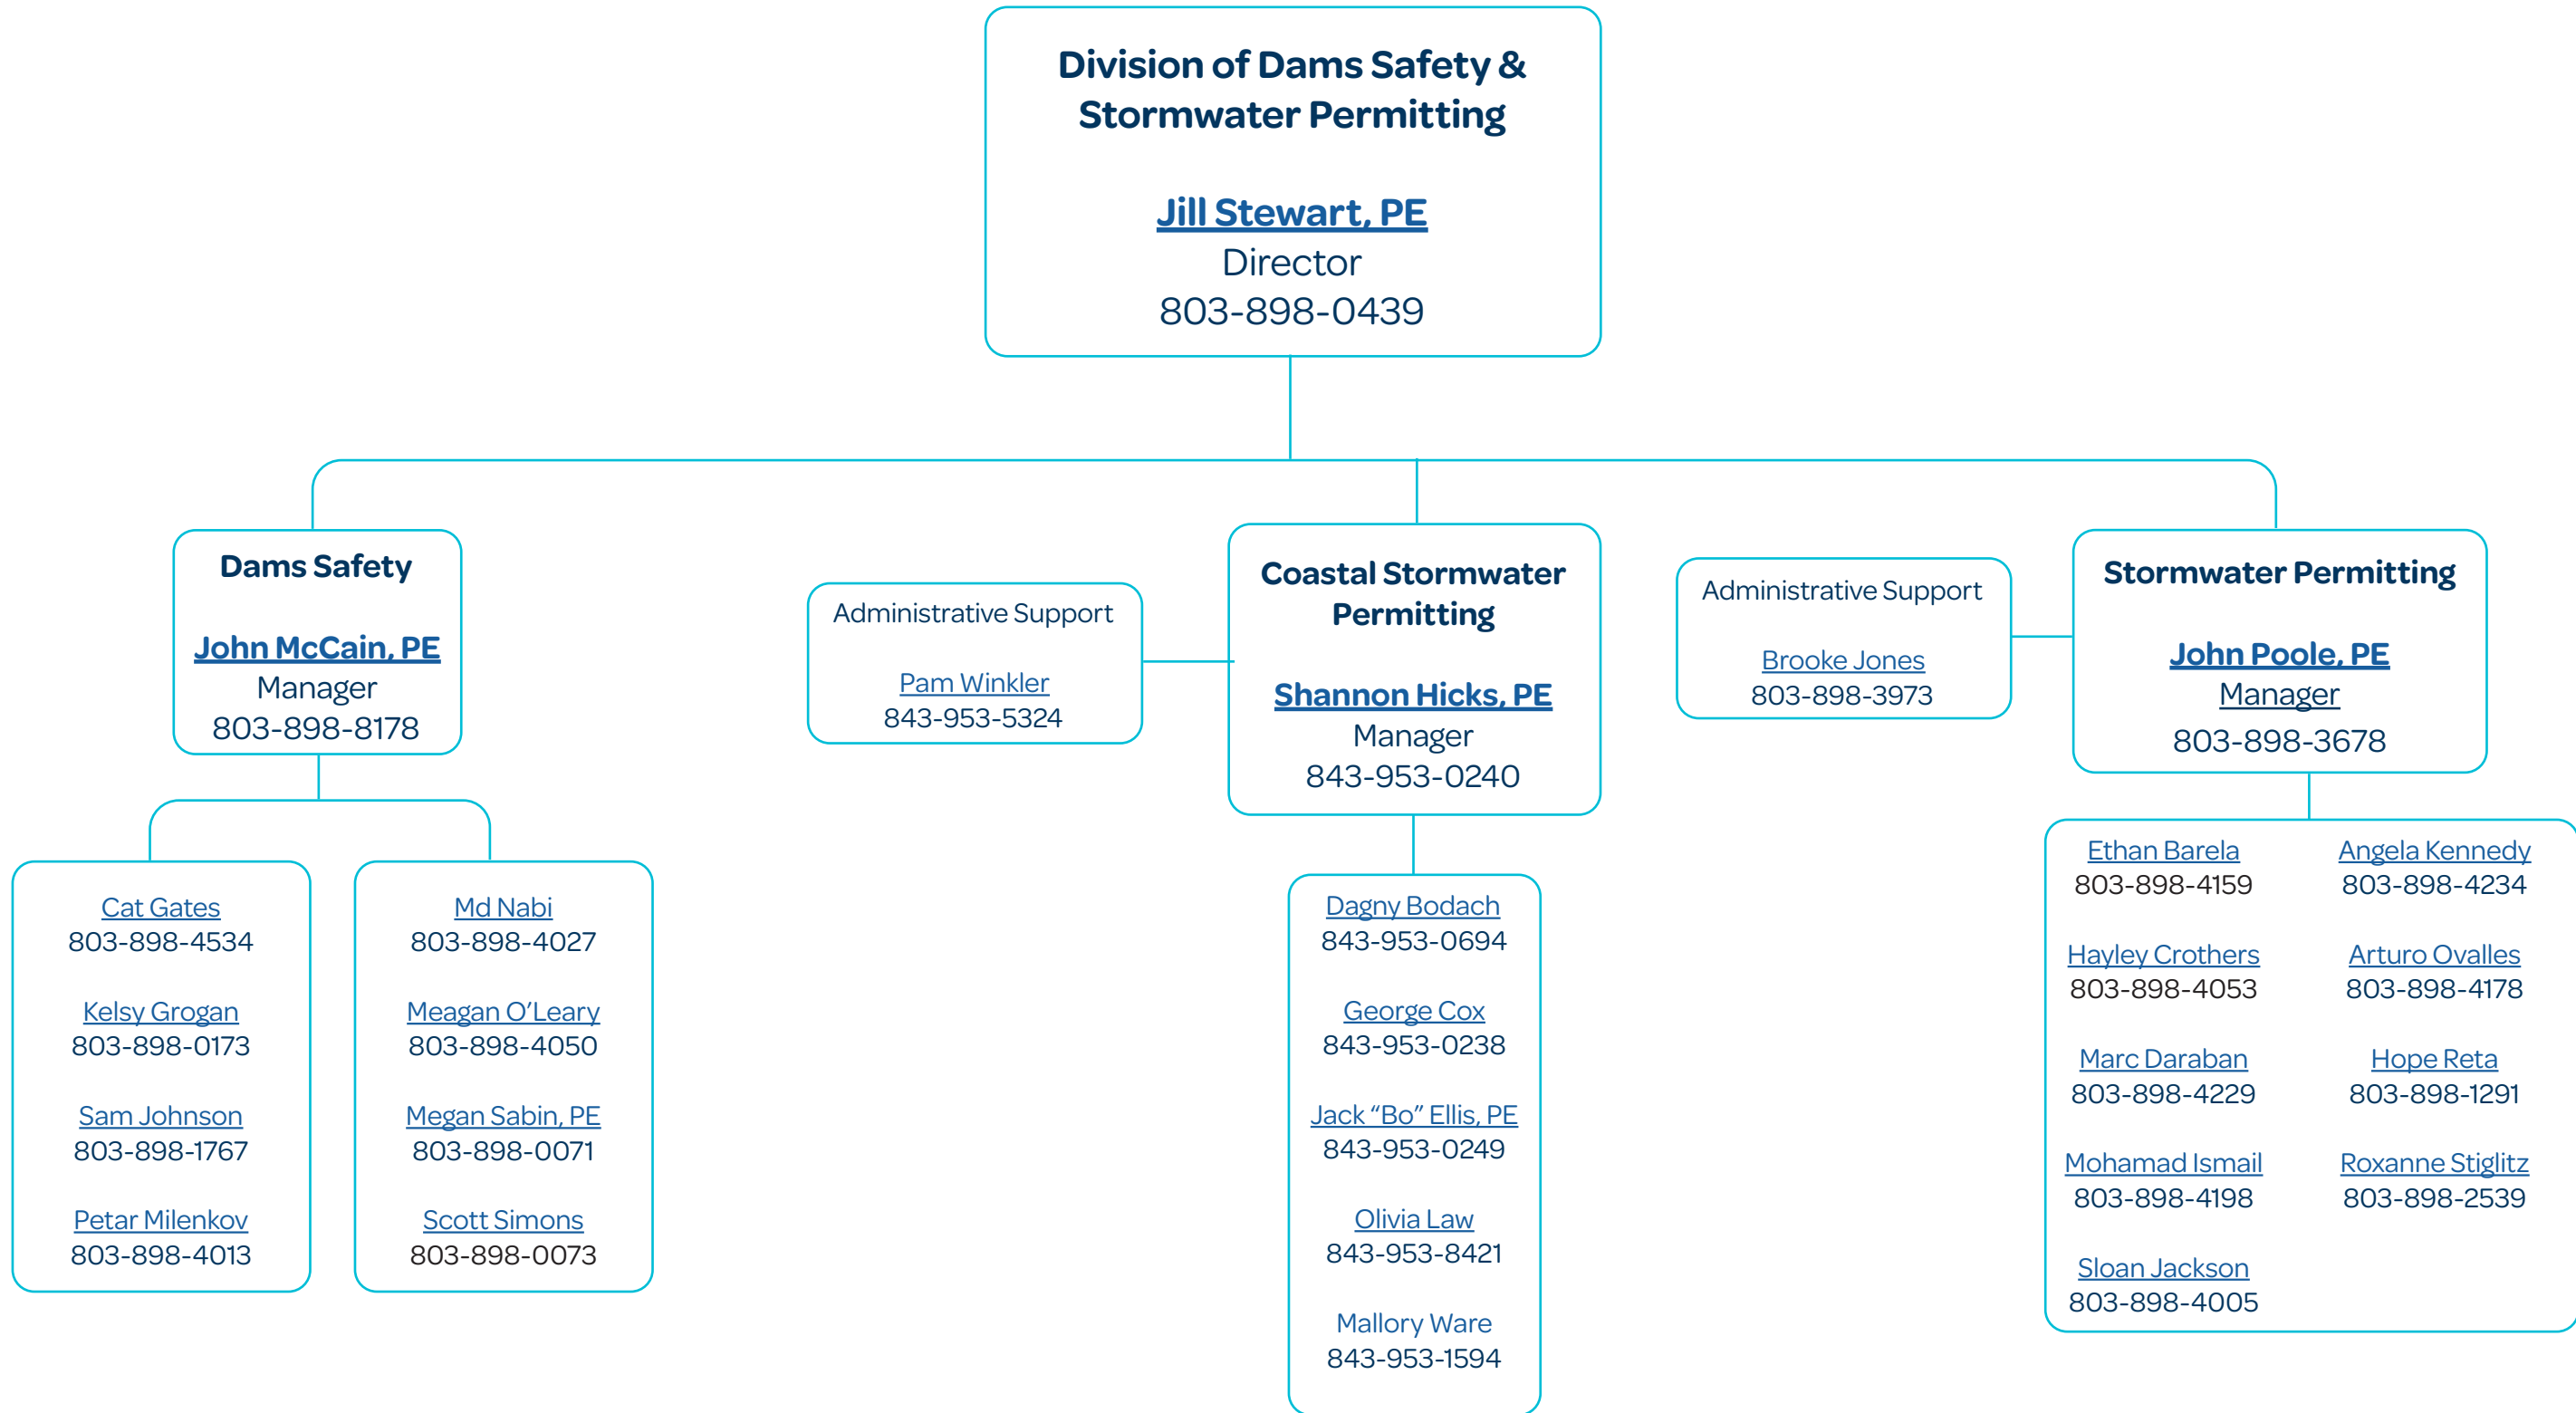 Division of Dams Safety &
Stormwater Permitting
Jill Stewart, PE
Director
803-898-0439
Dams Safety
John McCain, PE
Manager
803-898-8178
Cat Gates
803-898-4534
Kelsy Grogan
803-898-0173
Sam Johnson
803-898-1767
Petar Milenkov
803-898-4013
Md Nabi
803-898-4027
Meagan O’Leary
803-898-4050
Megan Sabin, PE
803-898-0071
Scott Simons
803-898-0073
Administrative Support
Pam Winkler
843-953-5324
Coastal Stormwater
Permitting
Shannon Hicks, PE
Manager
843-953-0240
Dagny Bodach
843-953-0694
George Cox
843-953-0238
Jack “Bo” Ellis, PE
843-953-0249
Olivia Law
843-953-8421
Mallory Ware
843-953-1594
Administrative Support
Brooke Jones
803-898-3973
Stormwater Permitting
John Poole, PE
Manager
803-898-3678
Ethan Barela
803-898-4159
Hayley Crothers
803-898-4053
Marc Daraban
803-898-4229
Mohamad Ismail
803-898-4198
Sloan Jackson
803-898-4005
Angela Kennedy
803-898-4234
Arturo Ovalles
803-898-4178
Hope Reta
803-898-1291
Roxanne Stiglitz
803-898-2539